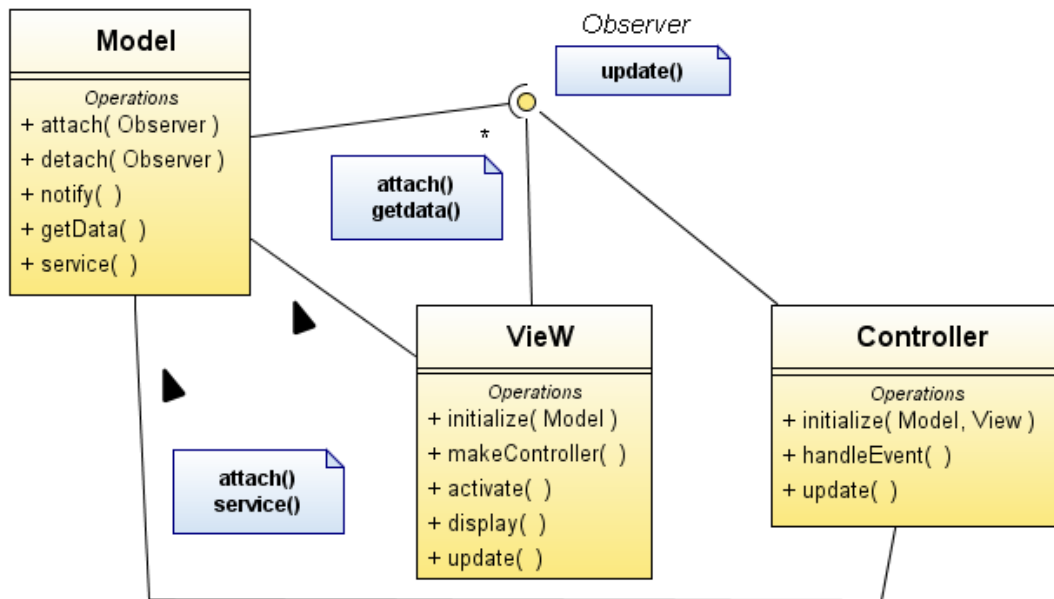 Model
Operations
+ attach( Observer )
+ detach( Observer )
+ notify( )
+ getData( )
+ service( )
Observer
update()
*
attach()
getdata()
attach()
service()
VieW
Operations
+ initialize( Model )
+ makeController( )
+ activate( )
+ display( )
+ update( )
Controller
Operations
+ initialize( Model, View )
+ handleEvent( )
+ update( )